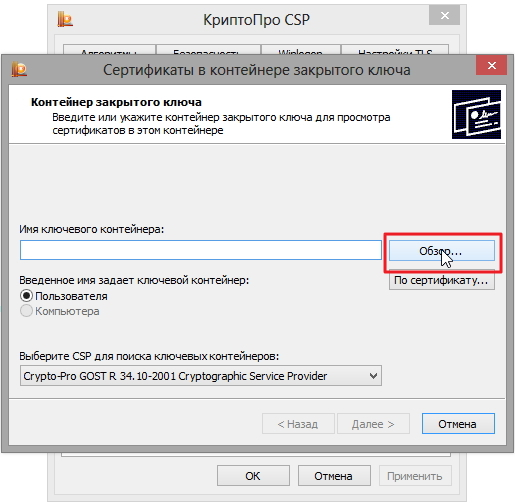 КриптоПро CSP
Алгоритмы Безопасность Winlogon Настройки TLS
Сертификаты в контейнере закрытого ключа
Контейнер закрытого ключа
Введите или укажите контейнер закрытого ключа для просмотра
сертификатов в этом контейнере
Имя ключевого контейнера:
Обзор...
Введенное имя задает ключевой контейнер:
По сертификату...
Пользователя
Компьютера
Выберите CSP для поиска ключевых контейнеров:
Crypto-Pro GOST R 34.10-2001 Cryptographic Service Provider
< Назад Далее > Отмена
ОК Отмена Применить